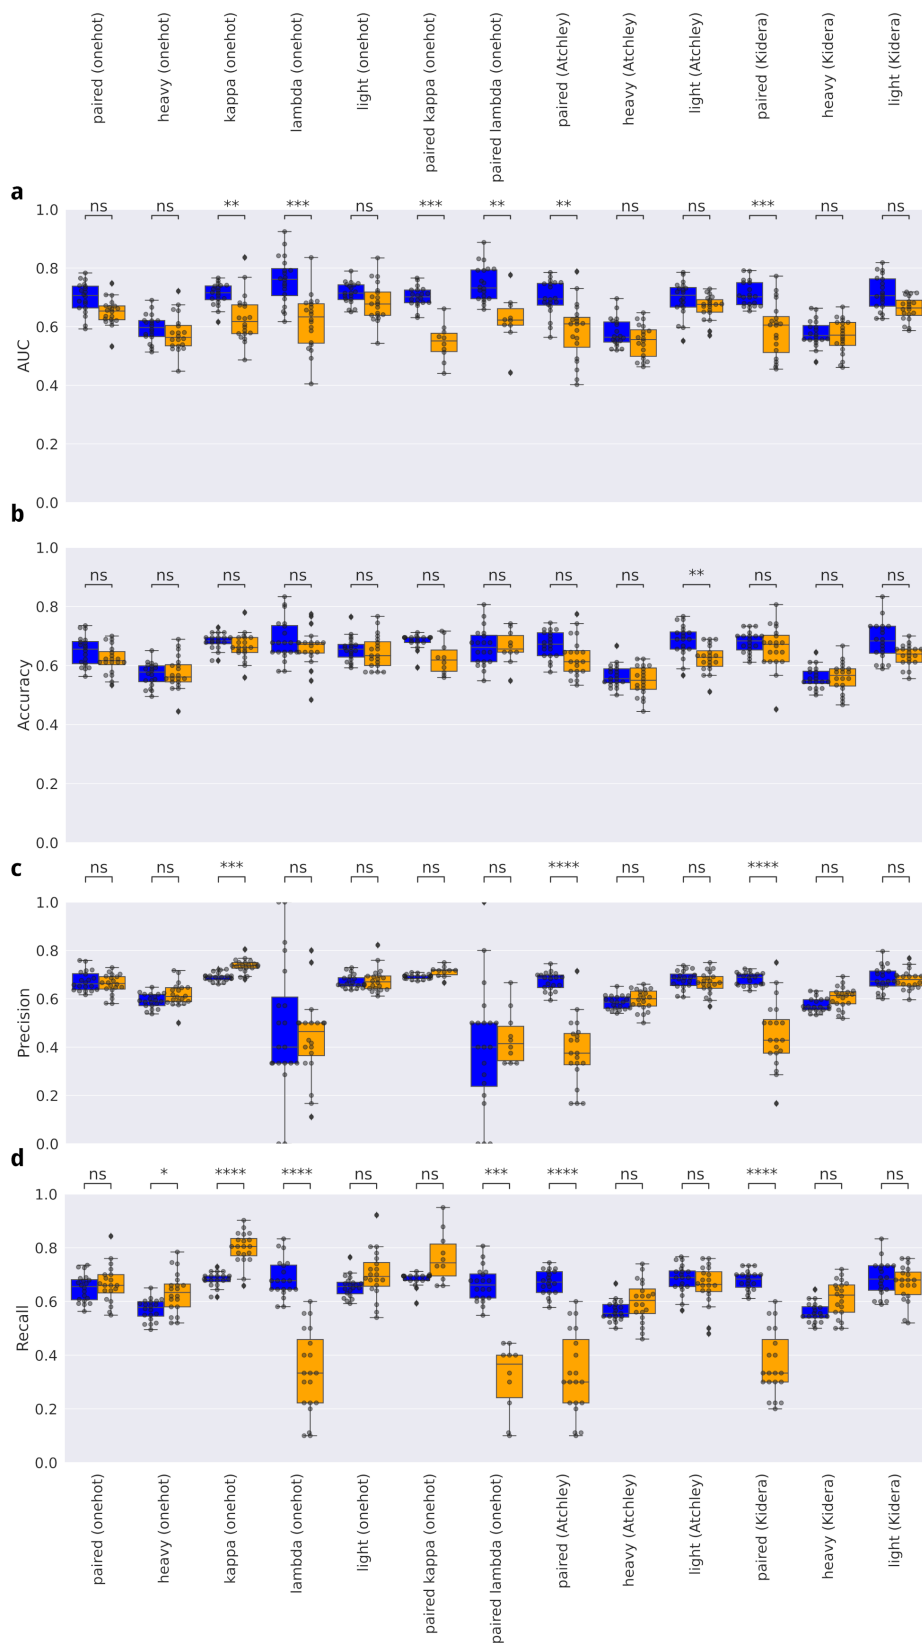 paired (onehot)
heavy (onehot)
kappa (onehot)
lambda (onehot)
light (onehot)
paired kappa (onehot)
paired lambda (onehot)
paired (Atchley)
heavy (Atchley)
light (Atchley)
paired (Kidera)
heavy (Kidera)
light (Kidera)
a
ns ns ** *** ns *** ** ** ns ns *** ns ns
1.0
0.8
0.6
0.4
0.2
0.0
AUC
b
ns ns ns ns ns ns ns ns ns ** ns ns ns
1.0
0.8
0.6
0.4
0.2
0.0
Accuracy
c
ns ns *** ns ns ns ns **** ns ns **** ns ns
1.0
0.8
0.6
0.4
0.2
0.0
Precision
d
ns * **** **** ns ns *** **** ns ns **** ns ns
1.0
0.8
0.6
0.4
0.2
0.0
Recall
paired (onehot)
heavy (onehot)
kappa (onehot)
lambda (onehot)
light (onehot)
paired kappa (onehot)
paired lambda (onehot)
paired (Atchley)
heavy (Atchley)
light (Atchley)
paired (Kidera)
heavy (Kidera)
light (Kidera)